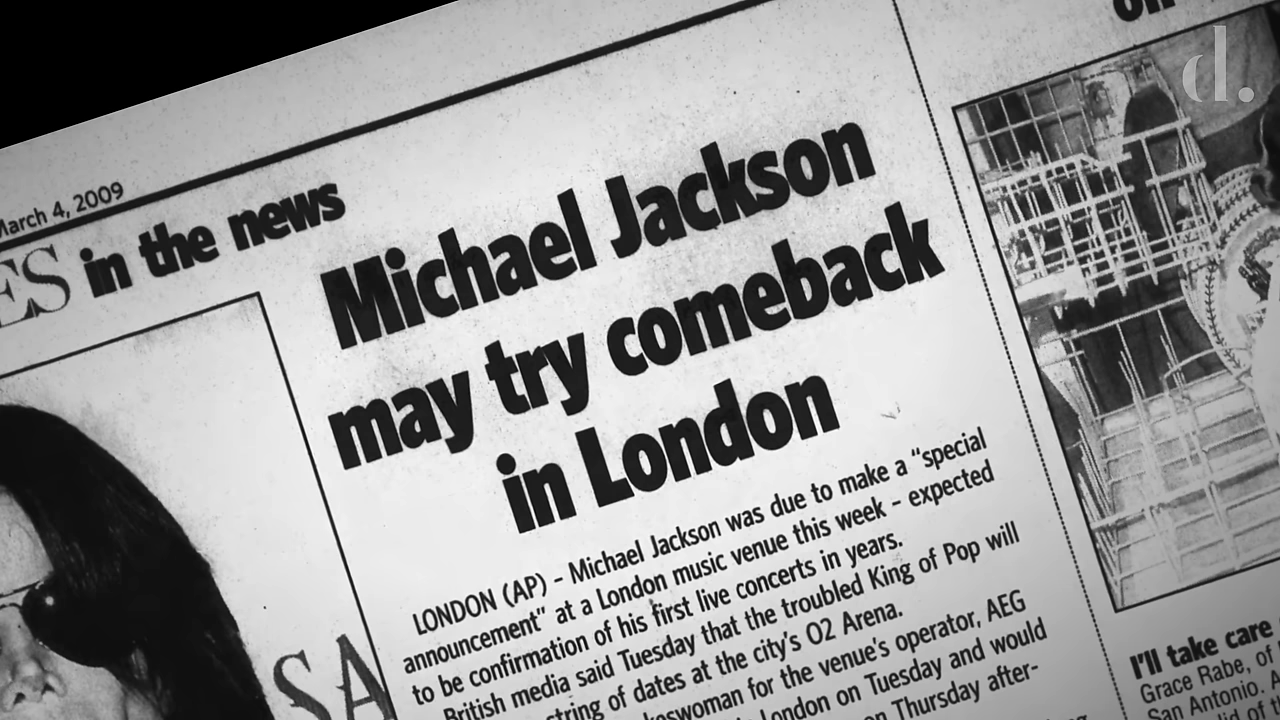 March 4, 2009
ES in the news
Michael Jackson
may try comeback
in London
LONDON (AP) – Michael Jackson was due to make a “special
announcement” at a London music venue this week – expected
to be confirmation of his first live concerts in years.
British media said Tuesday that the troubled King of Pop will
string of dates at the city's O2 Arena.
keswoman for the venue's operator, AEG
London on Tuesday and would
on Thursday after-
SA
on
d.
I'll take care
Grace Rabe, of
San Antonio. A